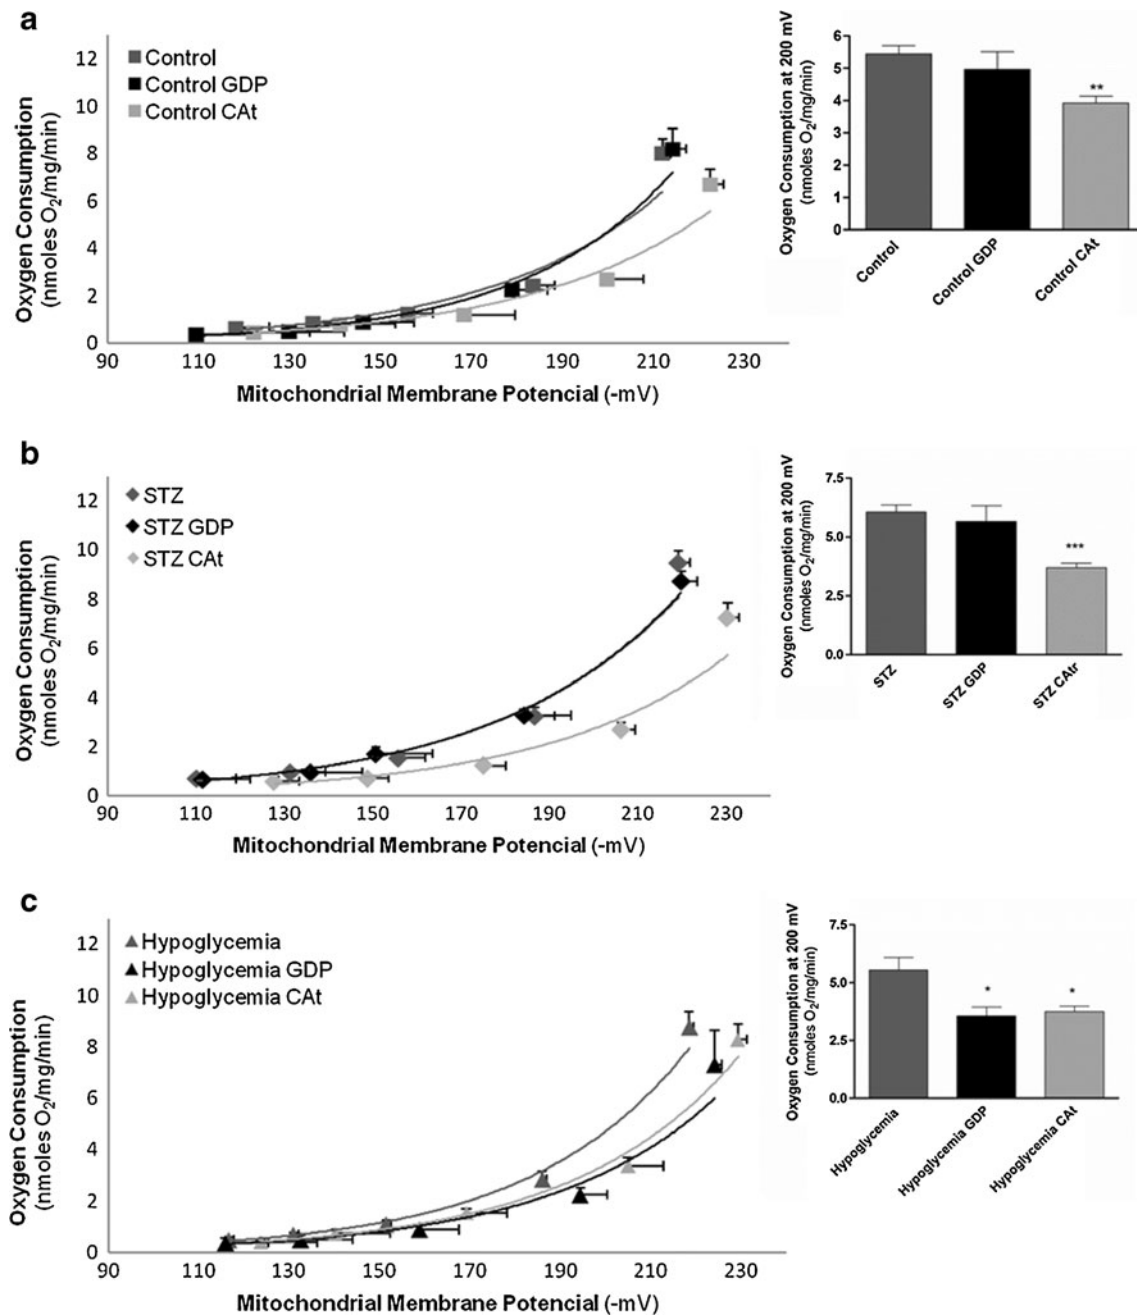 a
Control
Control GDP
Control CAt
12
10
8
6
4
2
0
90 110 130 150 170 190 210 230
Oxygen Consumption
(nmoles O₂/mg/min)
Mitochondrial Membrane Potencial (-mV)
Oxygen Consumption at 200 mV
(nmoles O₂/mg/min)
6
5
4
3
2
1
0
**
Control
Control GDP
Control CAt
b
STZ
STZ GDP
STZ CAt
12
10
8
6
4
2
0
90 110 130 150 170 190 210 230
Oxygen Consumption
(nmoles O₂/mg/min)
Mitochondrial Membrane Potencial (-mV)
Oxygen Consumption at 200 mV
(nmoles O₂/mg/min)
7.5
5.0
2.5
0.0
***
STZ
STZ GDP
STZ CAtr
c
Hypoglycemia
Hypoglycemia GDP
Hypoglycemia CAt
12
10
8
6
4
2
0
90 110 130 150 170 190 210 230
Oxygen Consumption
(nmoles O₂/mg/min)
Mitochondrial Membrane Potencial (-mV)
Oxygen Consumption at 200 mV
(nmoles O₂/mg/min)
7.5
5.0
2.5
0.0
*
*
Hypoglycemia
Hypoglycemia GDP
Hypoglycemia CAt